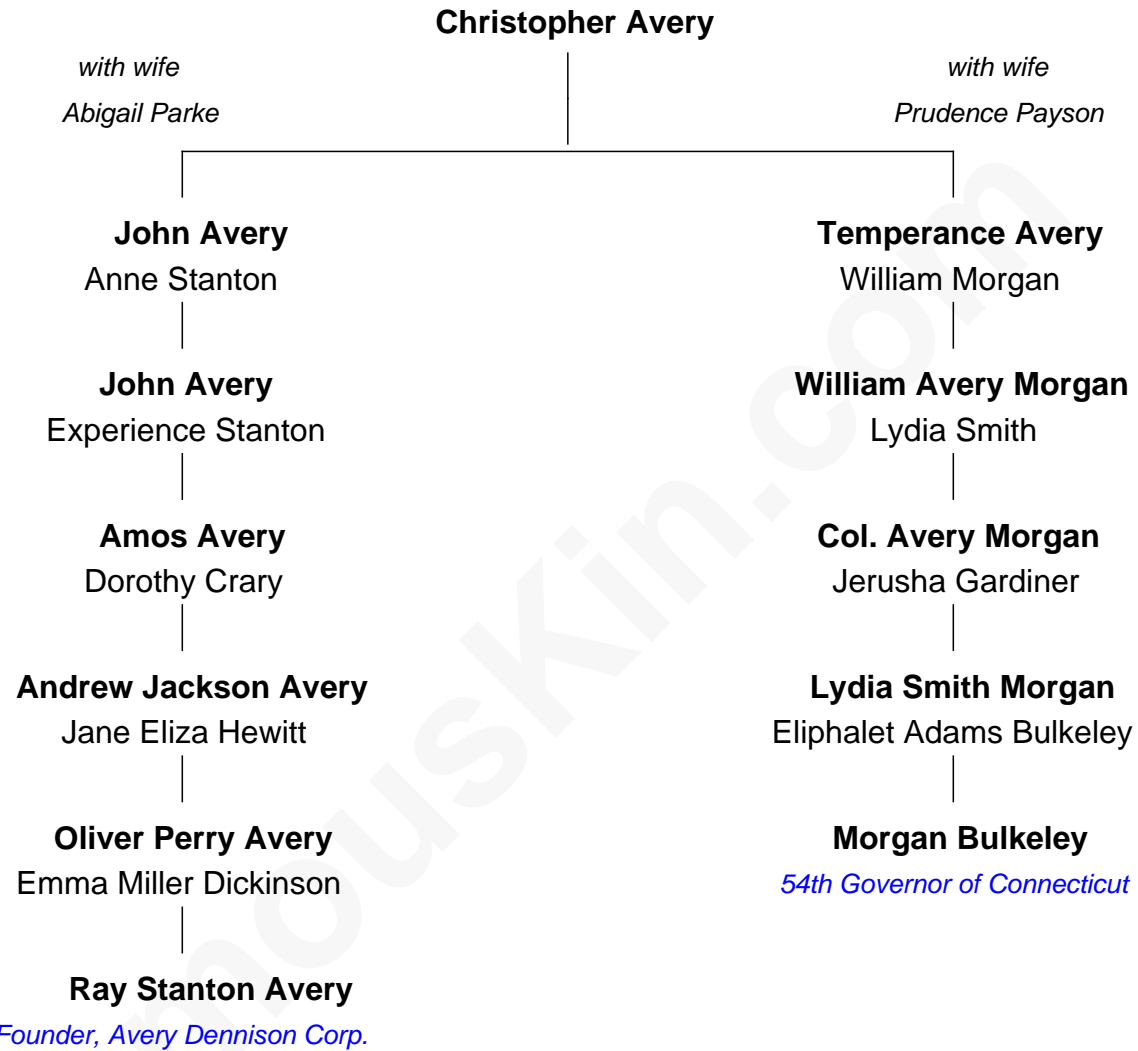 Christopher Avery
with wife
Abigail Parke
with wife
Prudence Payson
John Avery
Anne Stanton
Temperance Avery
William Morgan
John Avery
Experience Stanton
William Avery Morgan
Lydia Smith
Amos Avery
Dorothy Crary
Col. Avery Morgan
Jerusha Gardiner
Andrew Jackson Avery
Jane Eliza Hewitt
Lydia Smith Morgan
Eliphalet Adams Bulkeley
Oliver Perry Avery
Emma Miller Dickinson
Morgan Bulkeley
54th Governor of Connecticut
Ray Stanton Avery
Founder, Avery Dennison Corp.
mouskin.com